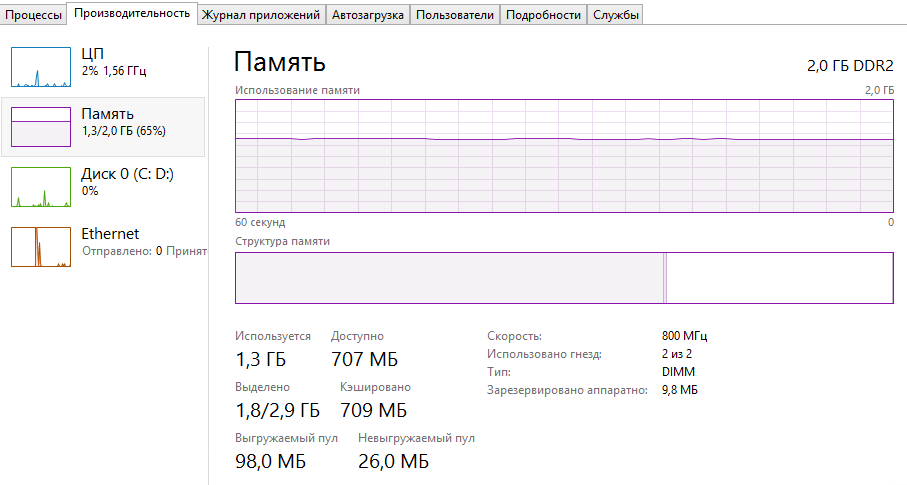 Процессы Производительность Журнал приложений Автозагрузка Пользователи Подробности Службы
ЦП
2% 1,56 ГГц
Память
1,3/2,0 ГБ (65%)
Диск 0 (C: D:)
0%
Ethernet
Отправлено: 0 Принят
Память 2,0 ГБ DDR2
Использование памяти 2,0 ГБ
60 секунд 0
Структура памяти
Используется Доступно
1,3 ГБ 707 МБ
Выделено Кэшировано
1,8/2,9 ГБ 709 МБ
Выгружаемый пул Невыгружаемый пул
98,0 МБ 26,0 МБ
Скорость: 800 МГц
Использовано гнезд: 2 из 2
Тип: DIMM
Зарезервировано аппаратно: 9,8 МБ